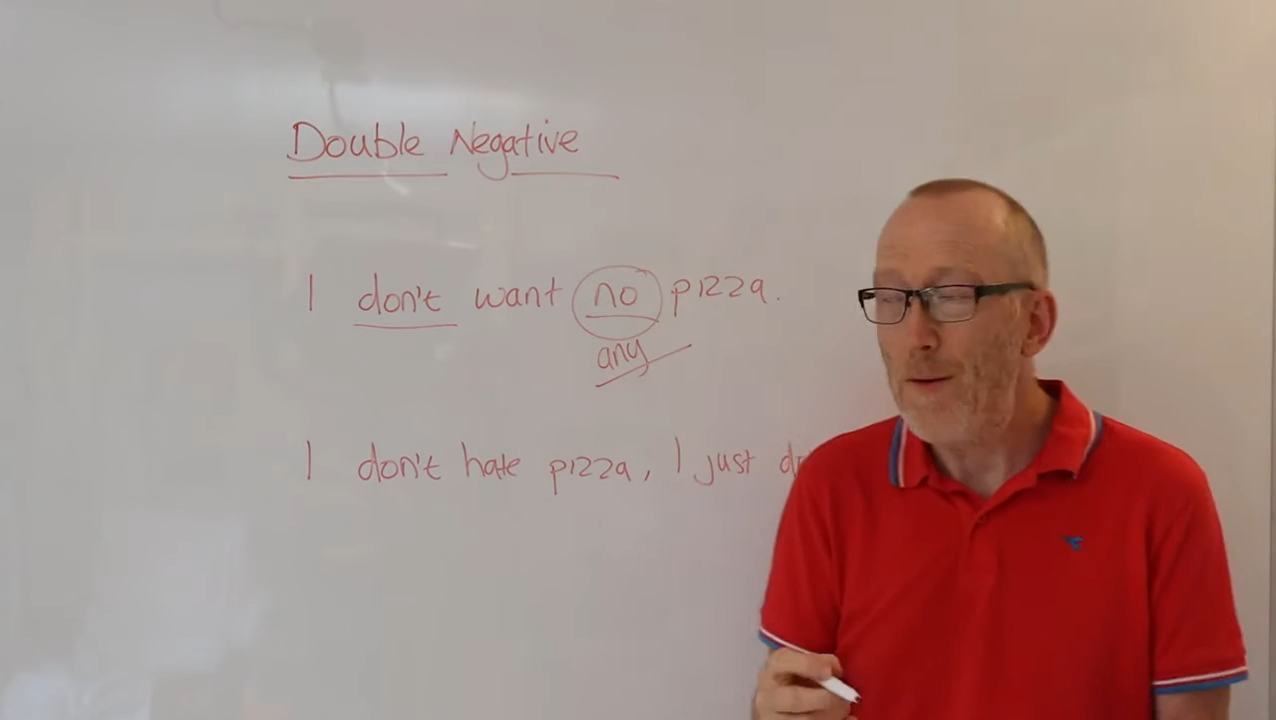 Double Negative
I don't want no pizza.
any
I don't hate pizza, I just